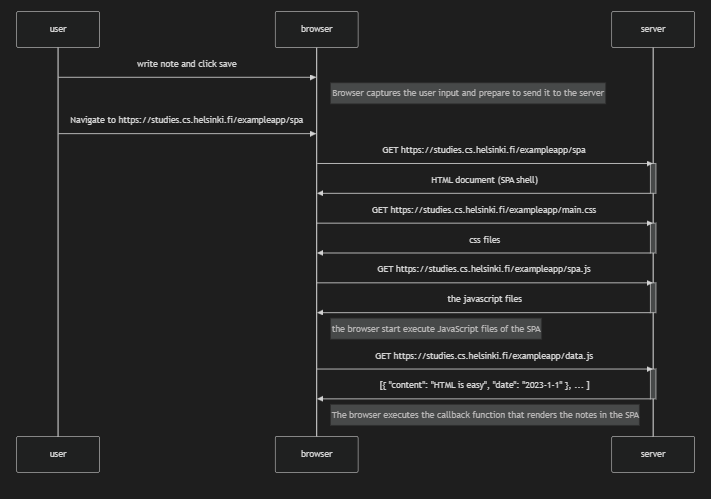 user browser server
write note and click save
Browser captures the user input and prepare to send it to the server
Navigate to https://studies.cs.helsinki.fi/exampleapp/spa
GET https://studies.cs.helsinki.fi/exampleapp/spa
HTML document (SPA shell)
GET https://studies.cs.helsinki.fi/exampleapp/main.css
css files
GET https://studies.cs.helsinki.fi/exampleapp/spa.js
the javascript files
the browser start execute JavaScript files of the SPA
GET https://studies.cs.helsinki.fi/exampleapp/data.js
[{ "content": "HTML is easy", "date": "2023-1-1" }, ... ]
The browser executes the callback function that renders the notes in the SPA
user browser server